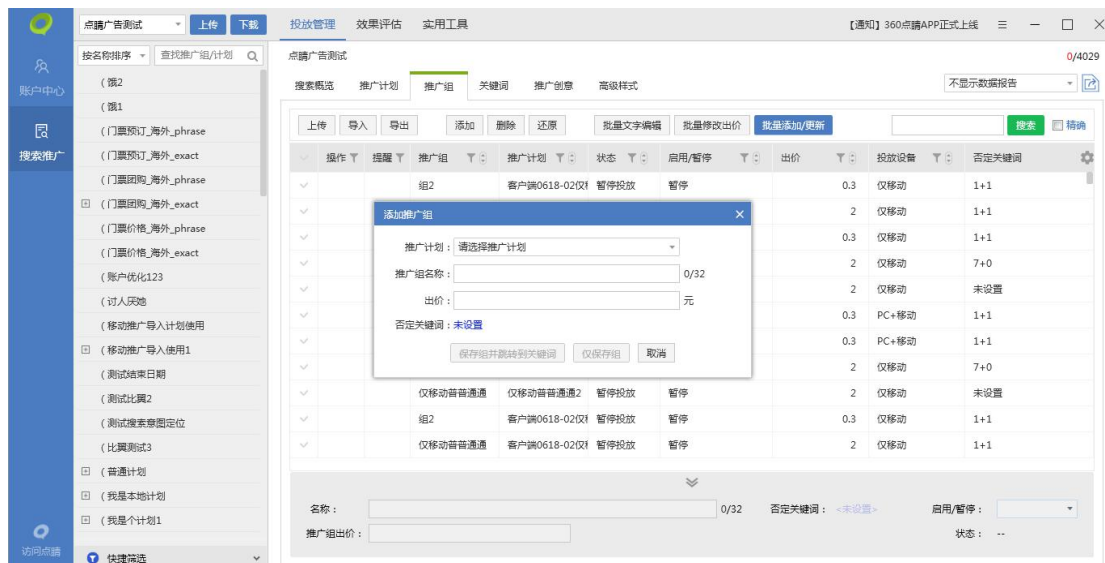 点睛广告测试 上传 下载 投放管理 效果评估 实用工具 【通知】360点睛APP正式上线
按名称排序 查找推广组/计划 点睛广告测试 0/4029
账户中心
搜索推广
访问点睛
(饿2
(饿1
(门票预订_海外_phrase
(门票预订_海外_exact
(门票团购_海外_phrase
(门票团购_海外_exact
(门票价格_海外_phrase
(门票价格_海外_exact
(账户优化123
(讨人厌她
(移动推广导入计划使用
(移动推广导入使用1
(测试结束日期
(测试比翼2
(测试搜索意图定位
(比翼测试3
(普通计划
(我是本地计划
(我是个计划1
快捷筛选
搜索概览 推广计划 推广组 关键词 推广创意 高级样式 不显示数据报告
上传 导入 导出 添加 删除 还原 批量文字编辑 批量修改出价 批量添加/更新 搜索 精确
操作 提醒 推广组 推广计划 状态 启用/暂停 出价 投放设备 否定关键词
组2 客户端0618-02仅移 暂停投放 暂停 0.3 仅移动 1+1
2 仅移动 1+1
0.3 仅移动 1+1
2 仅移动 7+0
2 仅移动 未设置
0.3 PC+移动 1+1
0.3 PC+移动 1+1
2 仅移动 7+0
仅移动普普通通 仅移动普普通通2 暂停投放 暂停 2 仅移动 未设置
组2 客户端0618-02仅移 暂停投放 暂停 0.3 仅移动 1+1
仅移动普普通通 客户端0618-02仅移 暂停投放 暂停 2 仅移动 1+1
添加推广组
推广计划：请选择推广计划
推广组名称： 0/32
出价： 元
否定关键词：未设置
保存组并跳转到关键词 仅保存组 取消
名称： 0/32 否定关键词：<未设置> 启用/暂停：
推广组出价： 状态： --